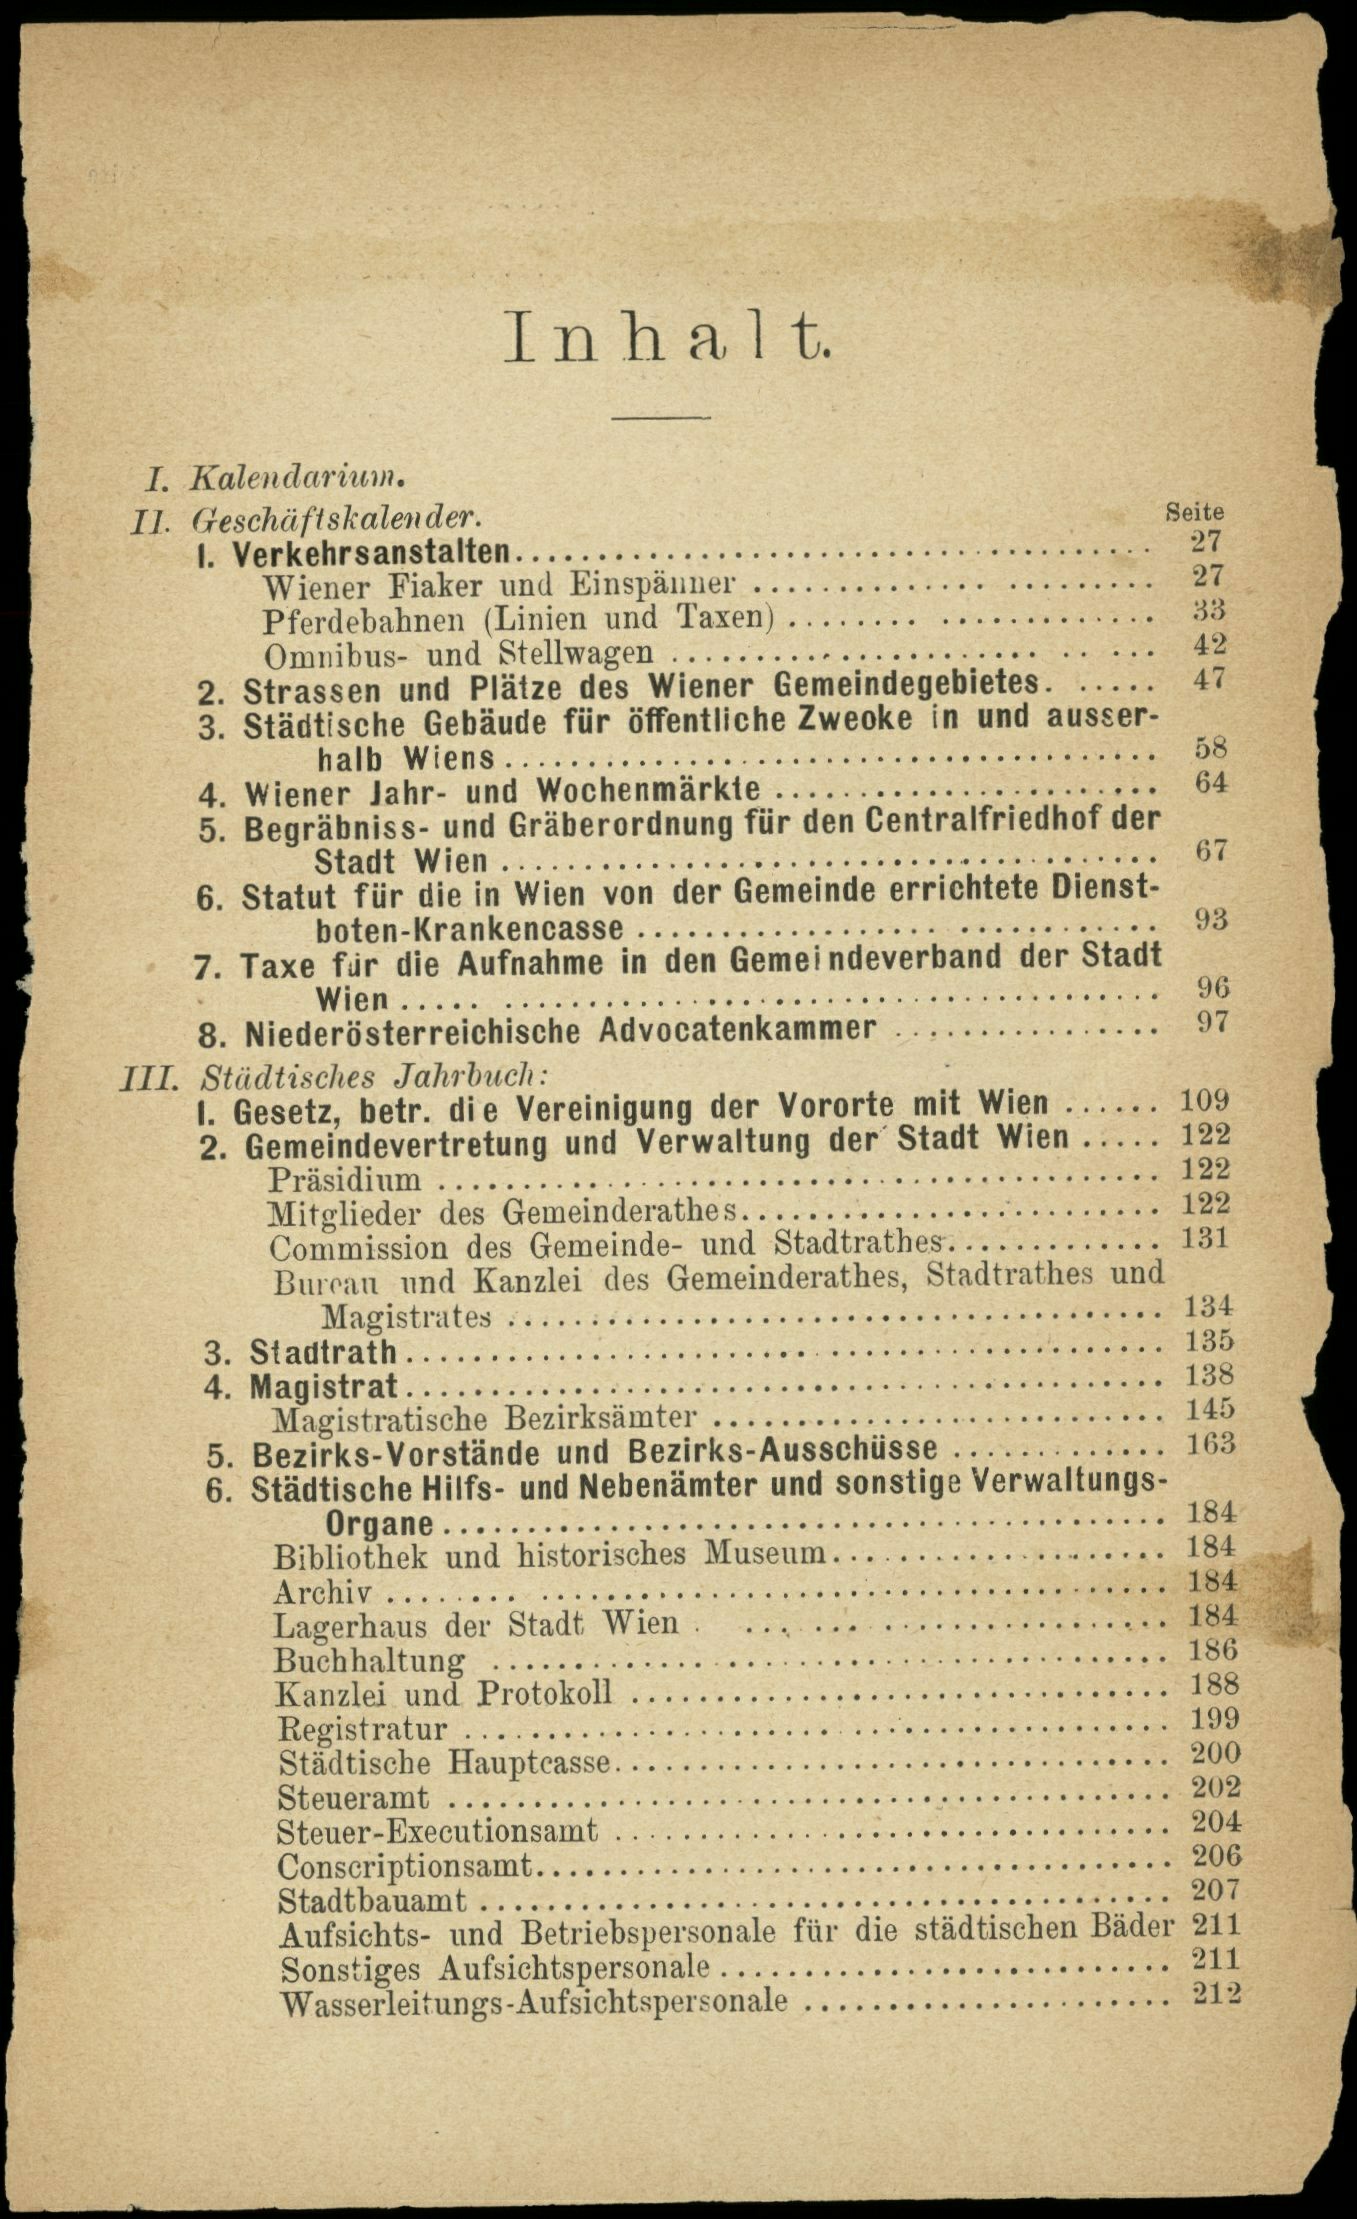 Inhalt.
I. Kalendarium.
II. Geschäftskalender. Seite
1. Verkehrsanstalten 27
Wiener Fiaker und Einspänner 27
Pferdebahnen (Linien und Taxen) 33
Omnibus- und Stellwagen 42
2. Strassen und Plätze des Wiener Gemeindegebietes 47
3. Städtische Gebäude für öffentliche Zwecke in und ausser-
halb Wiens 58
4. Wiener Jahr- und Wochenmärkte 64
5. Begräbniss- und Gräberordnung für den Centralfriedhof der
Stadt Wien 67
6. Statut für die in Wien von der Gemeinde errichtete Dienst-
boten-Krankencasse 93
7. Taxe für die Aufnahme in den Gemeindeverband der Stadt
Wien 96
8. Niederösterreichische Advocatenkammer 97
III. Städtisches Jahrbuch:
1. Gesetz, betr. die Vereinigung der Vororte mit Wien 109
2. Gemeindevertretung und Verwaltung der Stadt Wien 122
Präsidium 122
Mitglieder des Gemeinderathes 122
Commission des Gemeinde- und Stadtrathes 131
Bureau und Kanzlei des Gemeinderathes, Stadtrathes und
Magistrates 134
3. Stadtrath 135
4. Magistrat 138
Magistratische Bezirksämter 145
5. Bezirks-Vorstände und Bezirks-Ausschüsse 163
6. Städtische Hilfs- und Nebenämter und sonstige Verwaltungs-
Organe 184
Bibliothek und historisches Museum 184
Archiv 184
Lagerhaus der Stadt Wien 184
Buchhaltung 186
Kanzlei und Protokoll 188
Registratur 199
Städtische Hauptcasse 200
Steueramt 202
Steuer-Executionsamt 204
Conscriptionsamt 206
Stadtbauamt 207
Aufsichts- und Betriebspersonale für die städtischen Bäder 211
Sonstiges Aufsichtspersonale 211
Wasserleitungs-Aufsichtspersonale 212